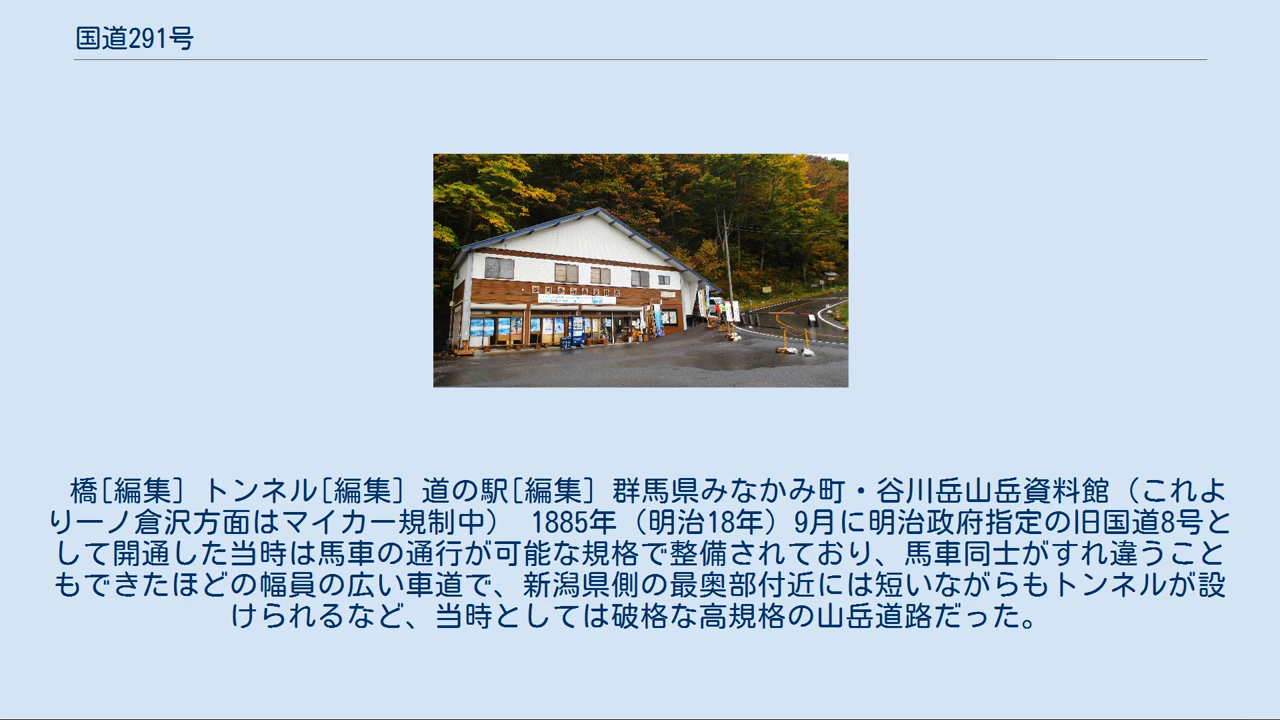 国道291号
橋[編集] トンネル[編集] 道の駅[編集] 群馬県みなかみ町・谷川岳山岳資料館（これよ
り一ノ倉沢方面はマイカー規制中） 1885年（明治18年）9月に明治政府指定の旧国道8号と
して開通した当時は馬車の通行が可能な規格で整備されており、馬車同士がすれ違うこと
もできたほどの幅員の広い車道で、新潟県側の最奥部付近には短いながらもトンネルが設
けられるなど、当時としては破格な高規格の山岳道路だった。